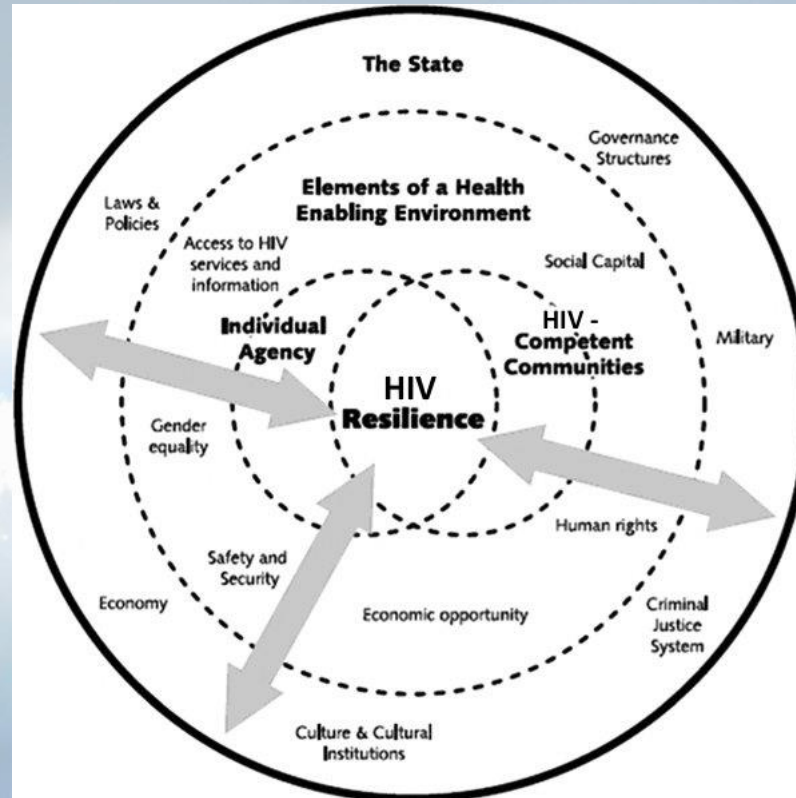 The State
Governance
Structures
Laws &
Policies
Elements of a Health
Enabling Environment
Access to HIV
services and
information
Social Capital
Individual
Agency
HIV -
Competent
Communities
Military
HIV
Resilience
Gender
equality
Human rights
Safety and
Security
Economy
Economic opportunity
Criminal
Justice
System
Culture & Cultural
Institutions